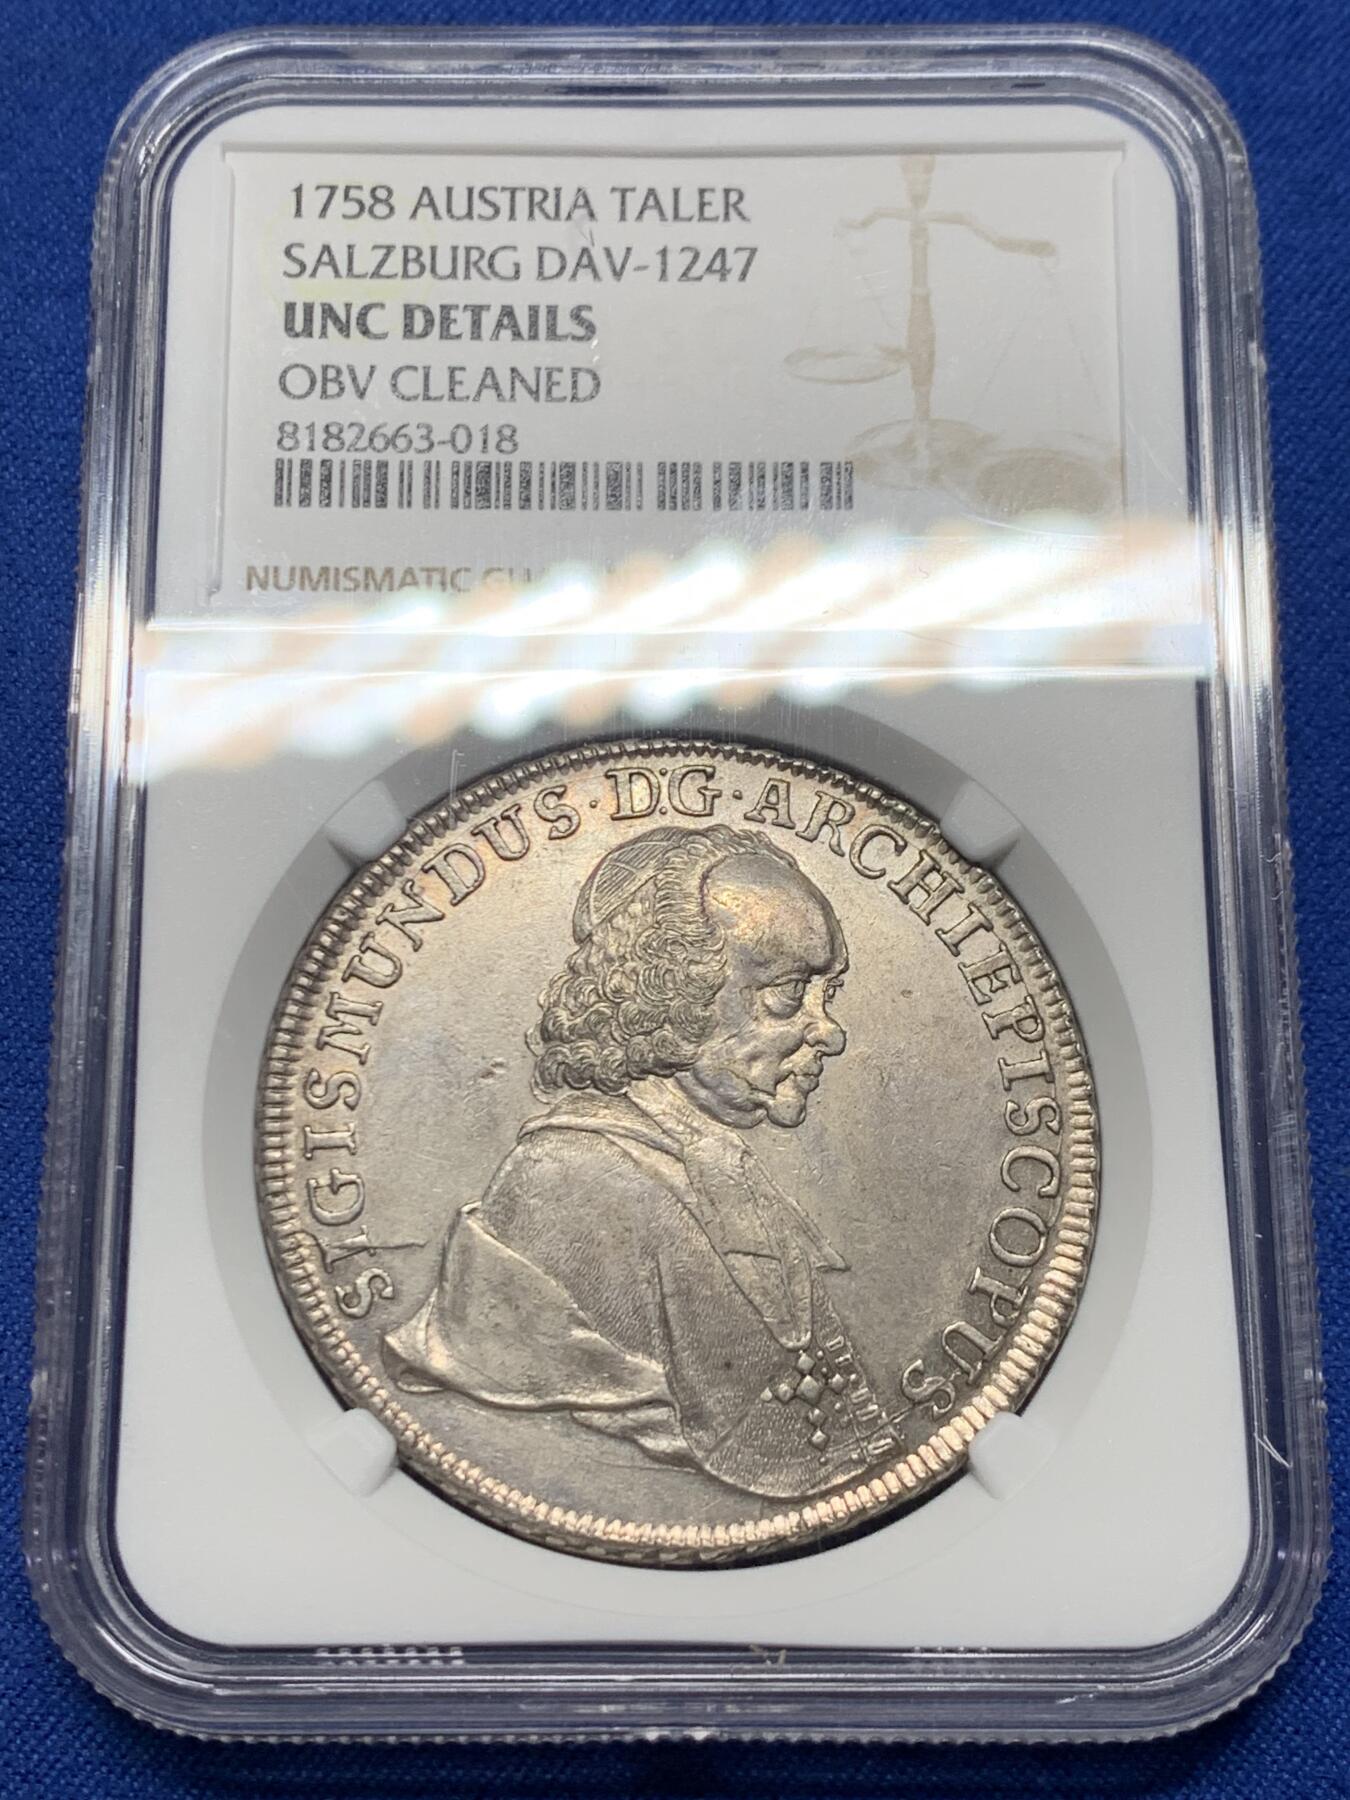 1758 AUSTRIA TALER
SALZBURG DAV-1247
UNC DETAILS
OBV CLEANED
8182663-018
NUMISMATIC
SIGISMUNDUS · D:G · ARCHIEPISCOPUS